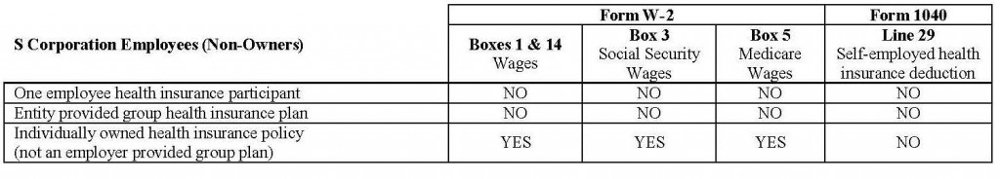 Form W-2 Form 1040
S Corporation Employees (Non-Owners) Boxes 1 & 14 Box 3 Box 5 Line 29
Wages Social Security Medicare Self-employed health
Wages Wages insurance deduction
One employee health insurance participant NO NO NO NO
Entity provided group health insurance plan NO NO NO NO
Individually owned health insurance policy
(not an employer provided group plan) YES YES YES NO